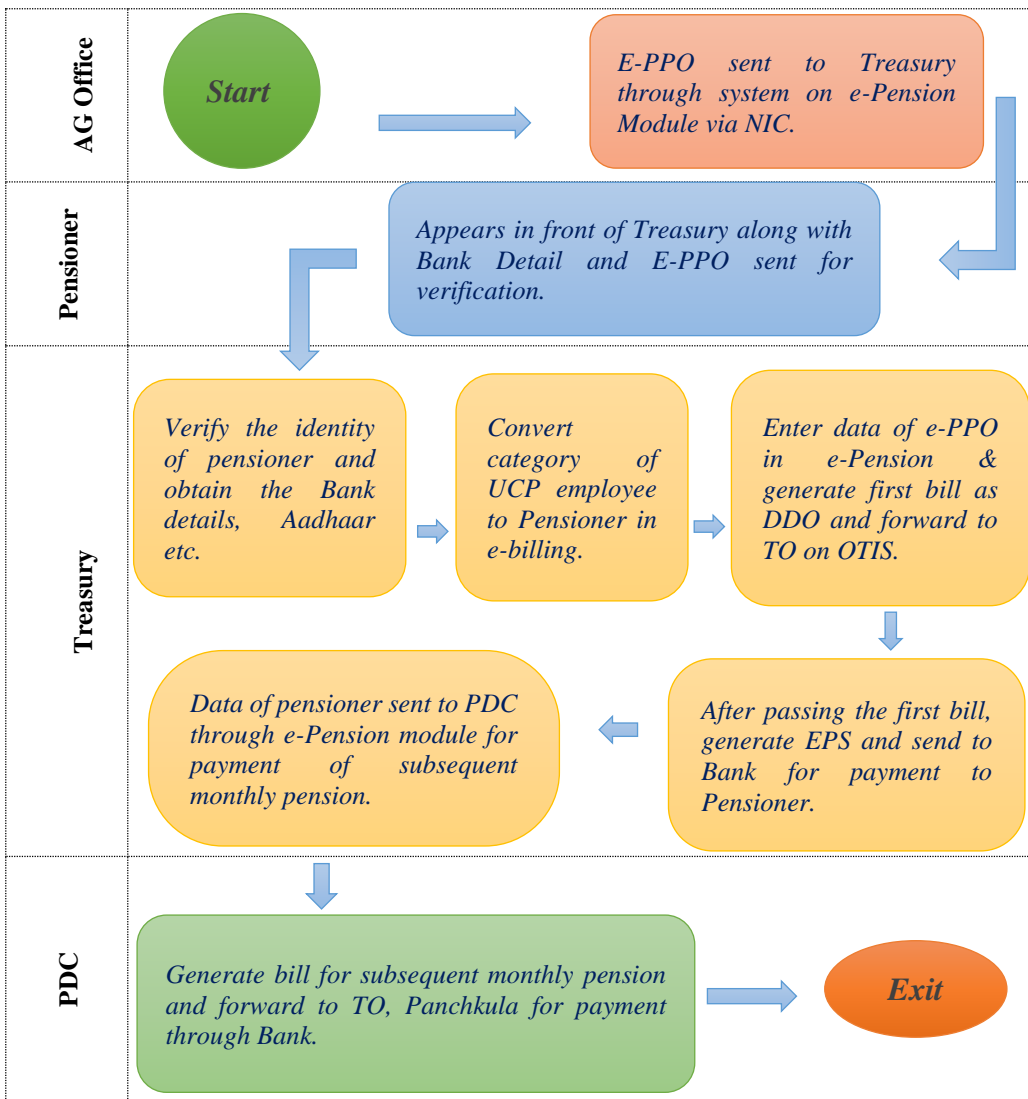 AG Office
Start
E-PPO sent to Treasury
through system on e-Pension
Module via NIC.
Pensioner
Appears in front of Treasury along with
Bank Detail and E-PPO sent for
verification.
Treasury
Verify the identity
of pensioner and
obtain the Bank
details, Aadhaar
etc.
Convert
category of
UCP employee
to Pensioner in
e-billing.
Enter data of e-PPO
in e-Pension &
generate first bill as
DDO and forward to
TO on OTIS.
After passing the first bill,
generate EPS and send to
Bank for payment to
Pensioner.
Data of pensioner sent to PDC
through e-Pension module for
payment of subsequent
monthly pension.
PDC
Generate bill for subsequent monthly pension
and forward to TO, Panchkula for payment
through Bank.
Exit